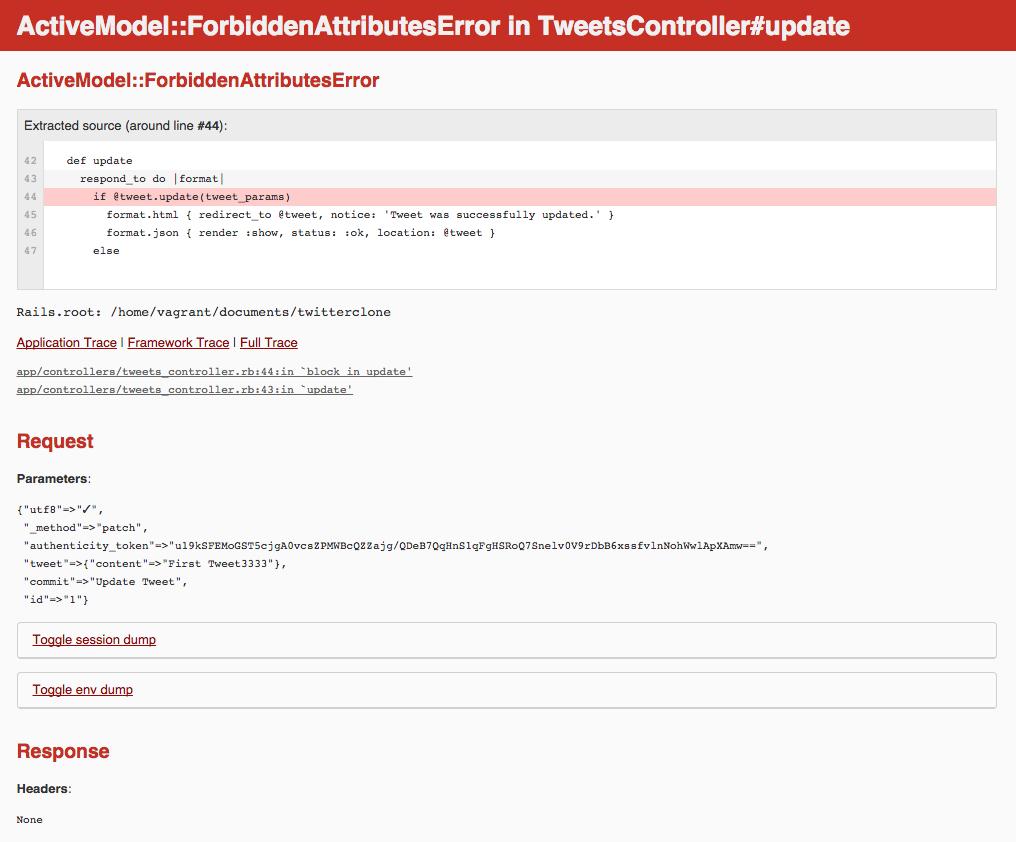 ActiveModel::ForbiddenAttributesError in TweetsController#update
ActiveModel::ForbiddenAttributesError
Extracted source (around line #44):
42 def update
43 respond_to do |format|
44 if @tweet.update(tweet_params)
45 format.html { redirect_to @tweet, notice: 'Tweet was successfully updated.' }
46 format.json { render :show, status: :ok, location: @tweet }
47 else
Rails.root: /home/vagrant/documents/twitterclone
Application Trace | Framework Trace | Full Trace
app/controllers/tweets_controller.rb:44:in `block in update'
app/controllers/tweets_controller.rb:43:in `update'
Request
Parameters:
{"utf8"=>"✓",
"_method"=>"patch",
"authenticity_token"=>"ul9kSFEMoGST5cjgA0vcsZPMWBcQZZajg/QDeB7QqHnSlqFgHSRoQ7Snelv0V9rDbB6xssfvlnNohWwlApXAmw==",
"tweet"=>{"content"=>"First Tweet3333"},
"commit"=>"Update Tweet",
"id"=>"1"}
Toggle session dump
Toggle env dump
Response
Headers:
None